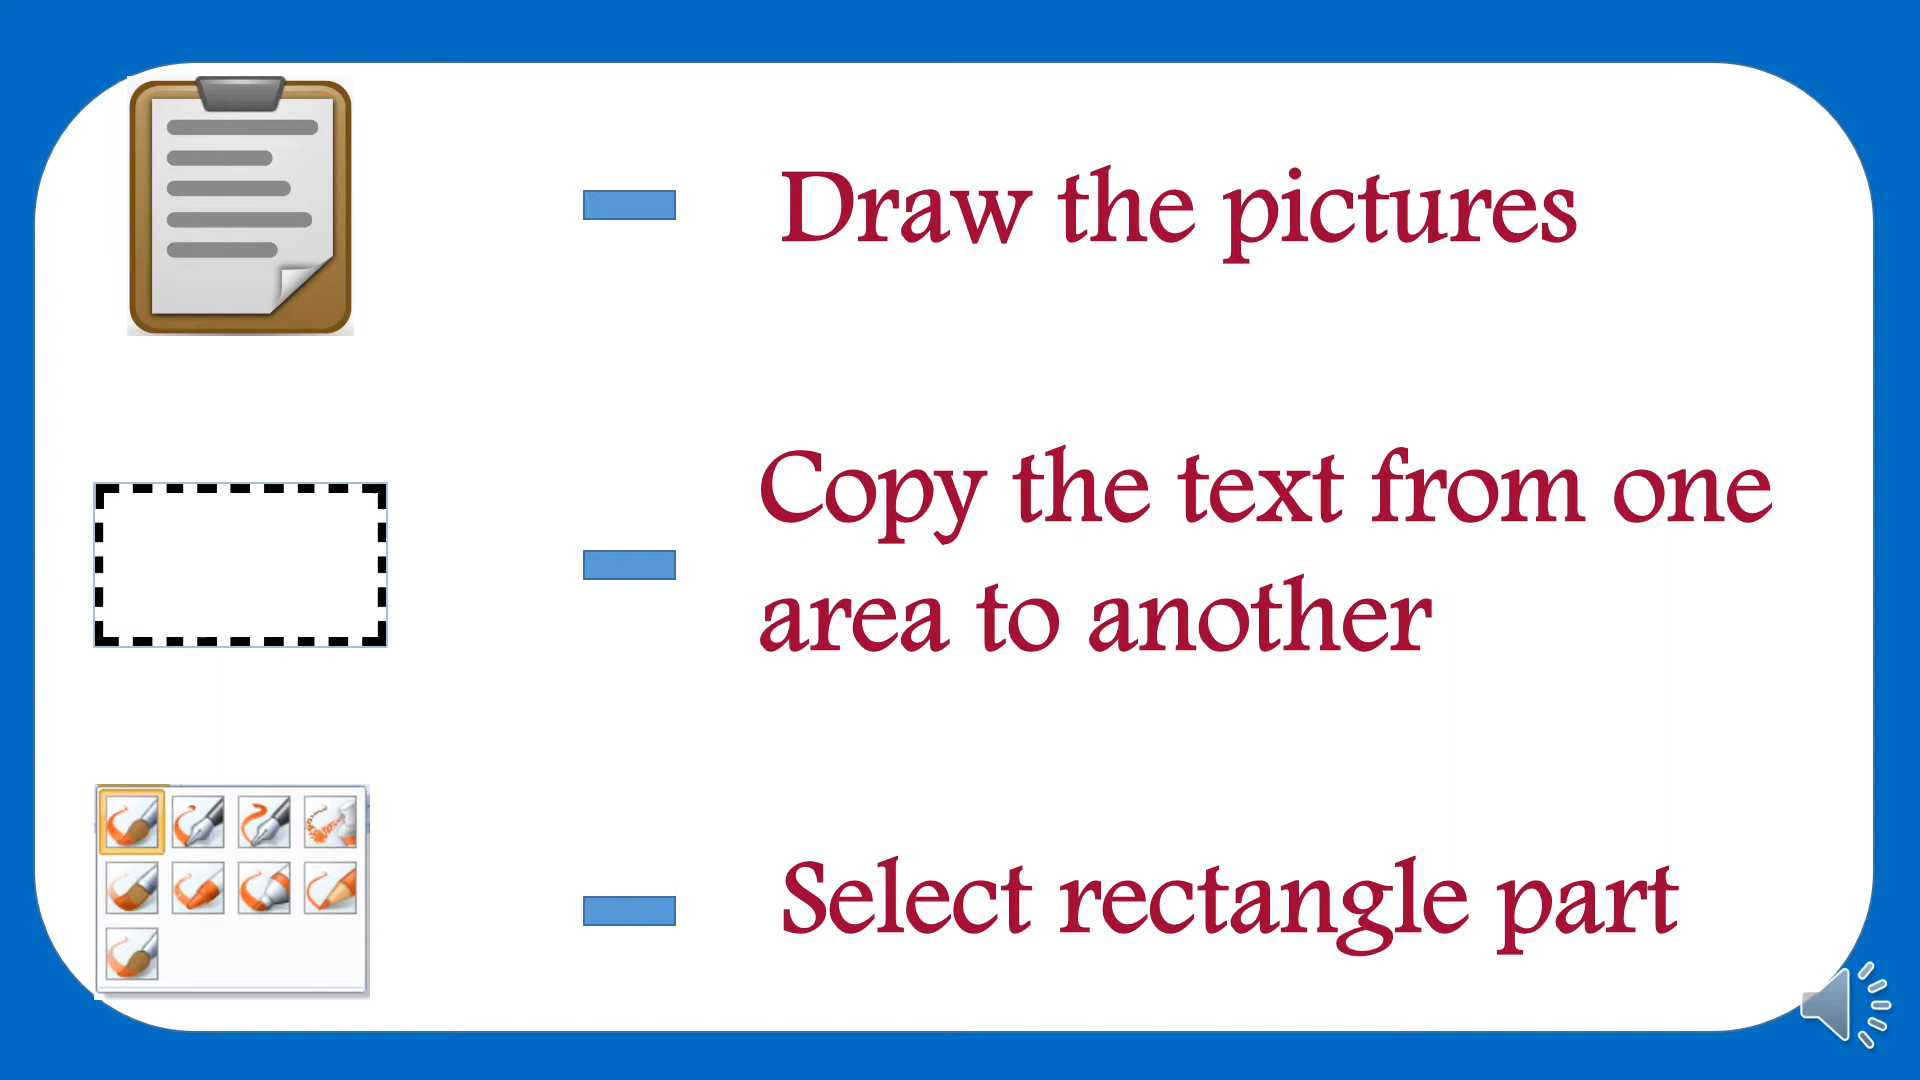 Draw the pictures
Copy the text from one
area to another
Select rectangle part